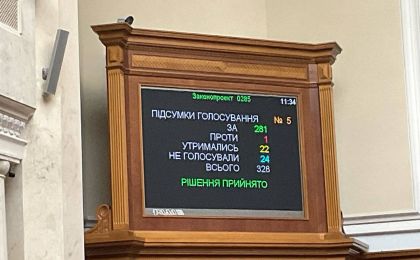 Законопроект 0285 11:34
ПІДСУМКИ ГОЛОСУВАННЯ № 5
ЗА 281
ПРОТИ 1
УТРИМАЛИСЬ 22
НЕ ГОЛОСУВАЛИ 24
ВСЬОГО 328
РІШЕННЯ ПРИЙНЯТО